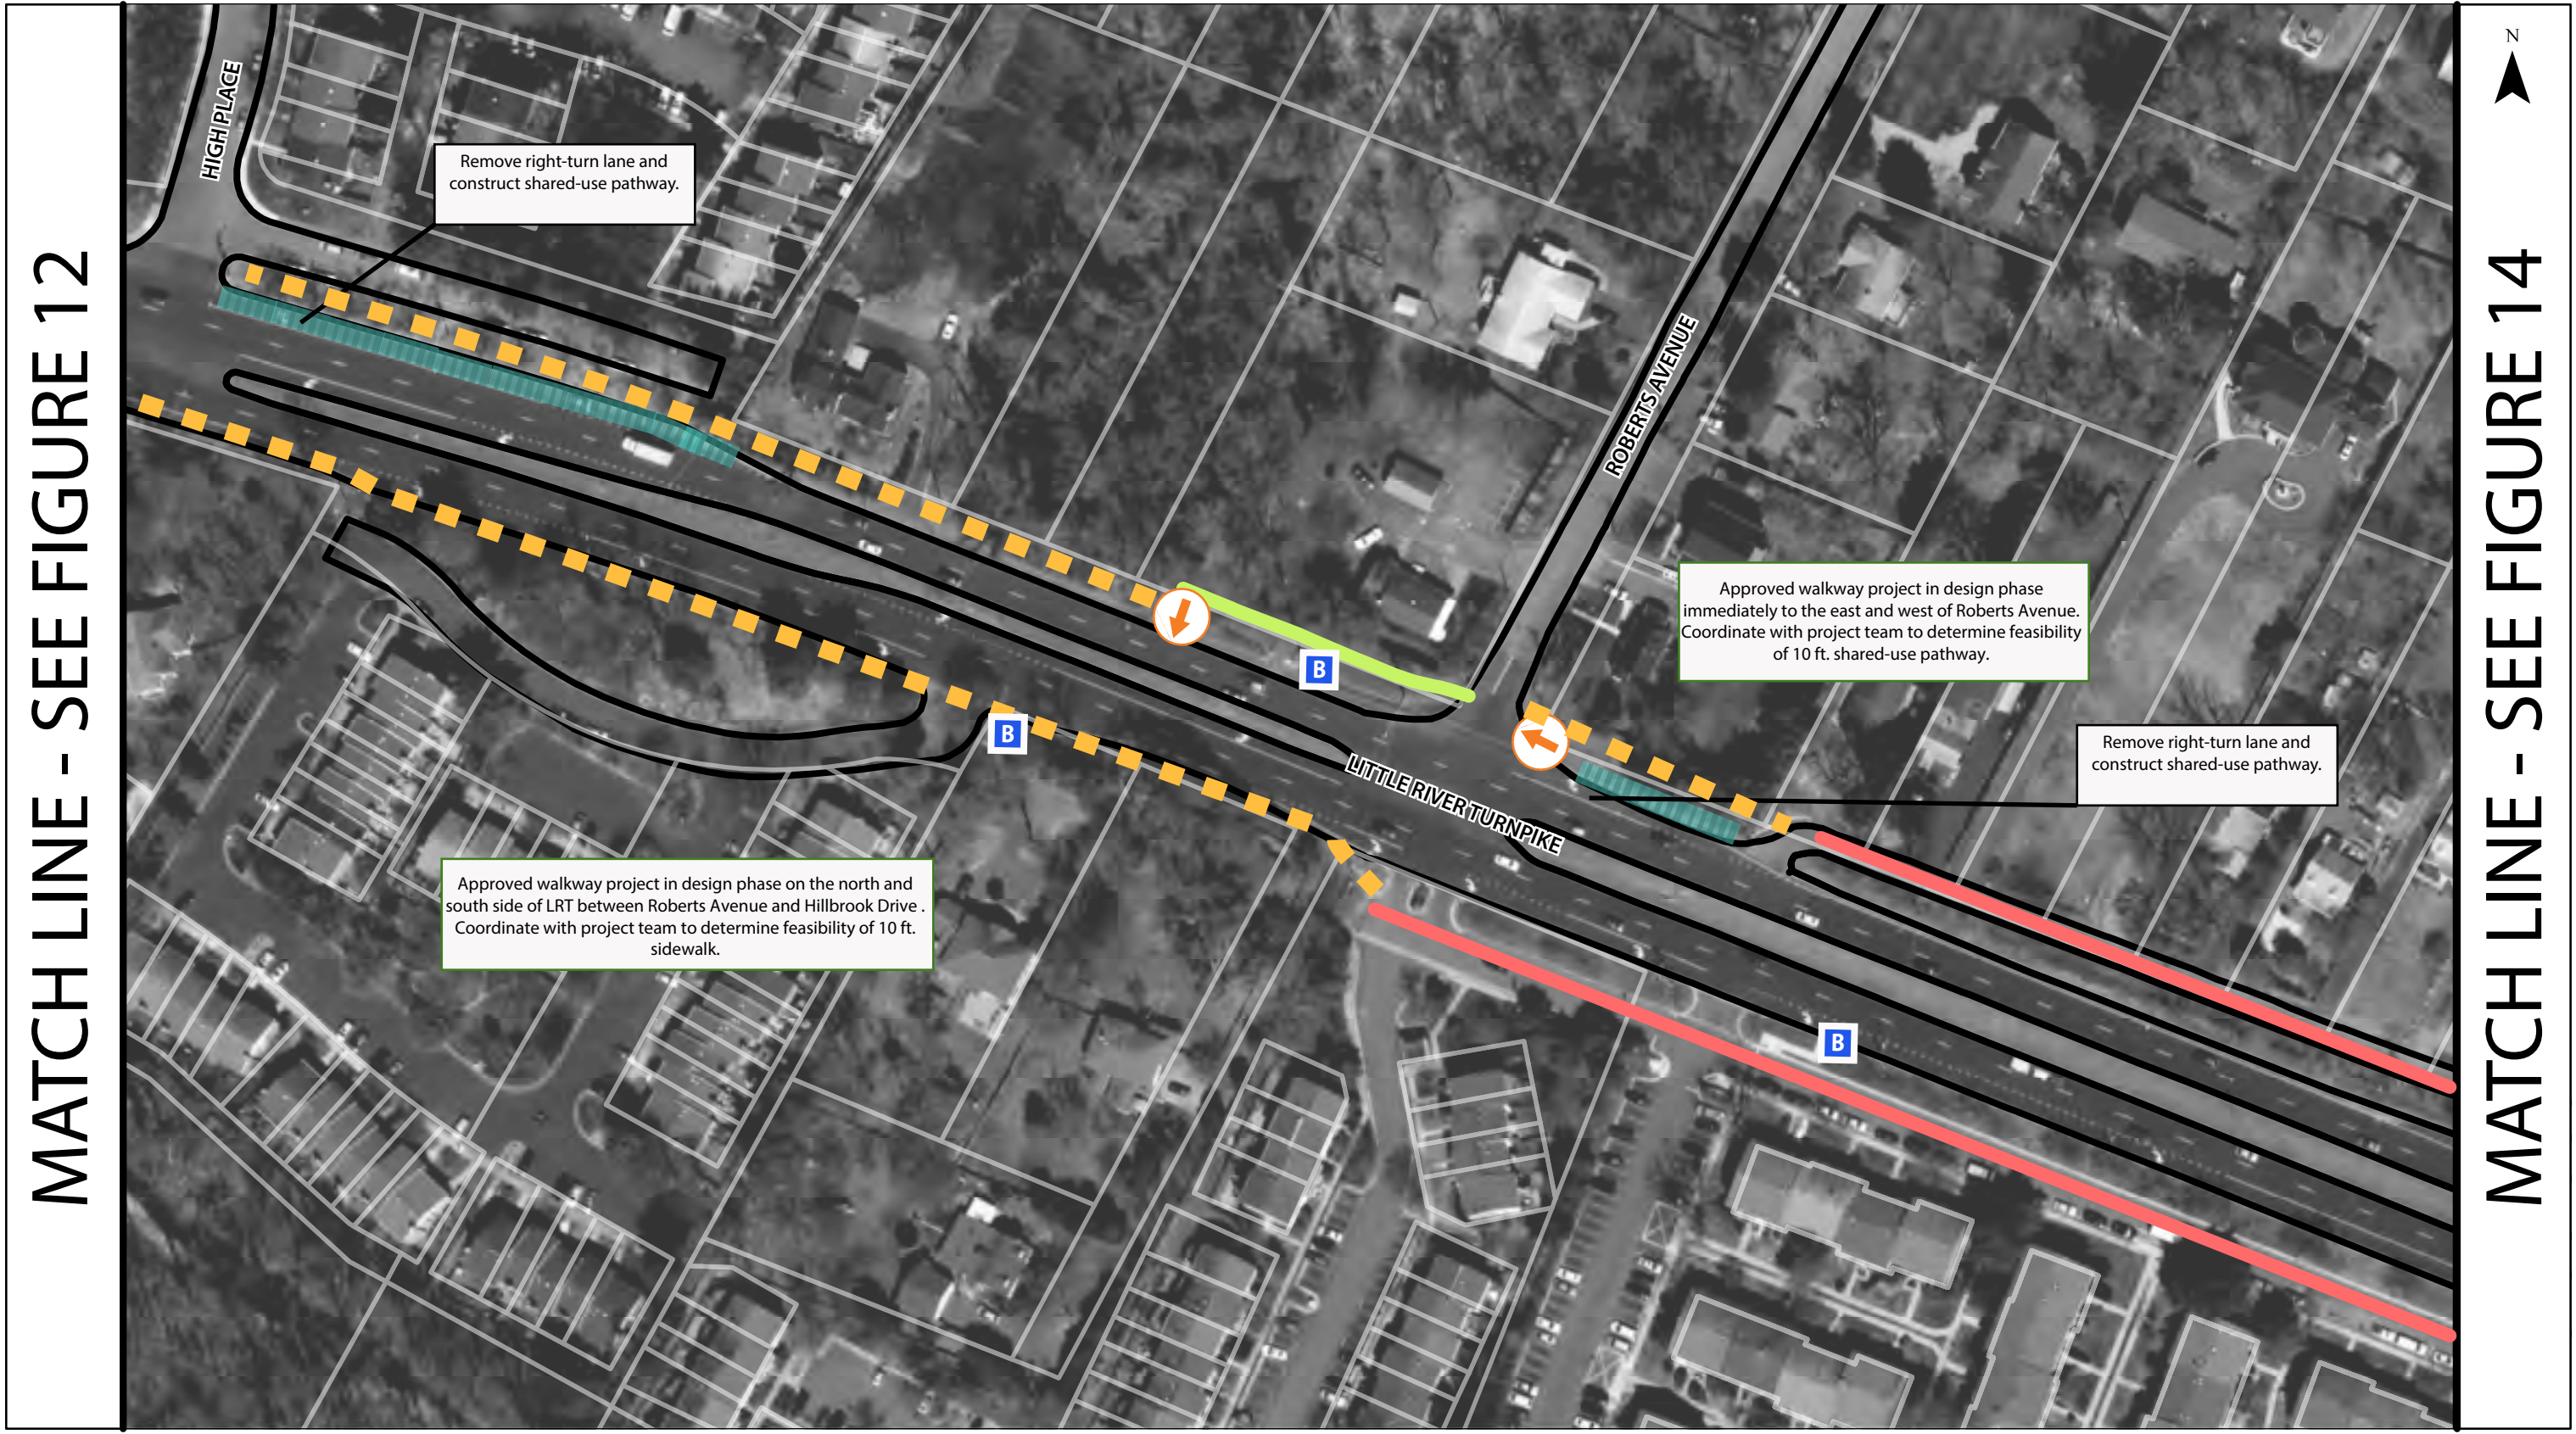 MATCH LINE - SEE FIGURE 12
HIGH PLACE
Remove right-turn lane and
construct shared-use pathway.
N
MATCH LINE - SEE FIGURE 14
ROBERTS AVENUE
Approved walkway project in design phase
immediately to the east and west of Roberts Avenue.
Coordinate with project team to determine feasibility
of 10 ft. shared-use pathway.
B
B
LITTLE RIVER TURNPIKE
Remove right-turn lane and
construct shared-use pathway.
Approved walkway project in design phase on the north and
south side of LRT between Roberts Avenue and Hillbrook Drive .
Coordinate with project team to determine feasibility of 10 ft.
sidewalk.
B